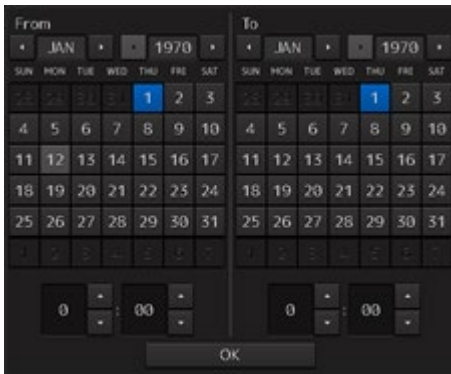 From To
JAN 1970 JAN 1970
SUN MON TUE WED THU FRI SAT SUN MON TUE WED THU FRI SAT
1 2 3 1 2 3
4 5 6 7 8 9 10 4 5 6 7 8 9 10
11 12 13 14 15 16 17 11 12 13 14 15 16 17
18 19 20 21 22 23 24 18 19 20 21 22 23 24
25 26 27 28 29 30 31 25 26 27 28 29 30 31
0 : 00 0 : 00
OK